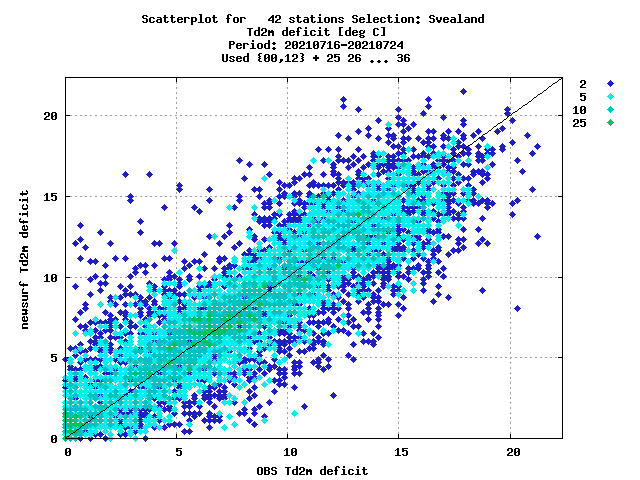 Scatterplot for   42 stations Selection: Svealand
Td2m deficit [deg C]
Period: 20210716-20210724
Used {00,12} + 25 26 ... 36
2
5
10
25
newsurf Td2m deficit
20
15
10
5
0
0 5 10 15 20
OBS Td2m deficit